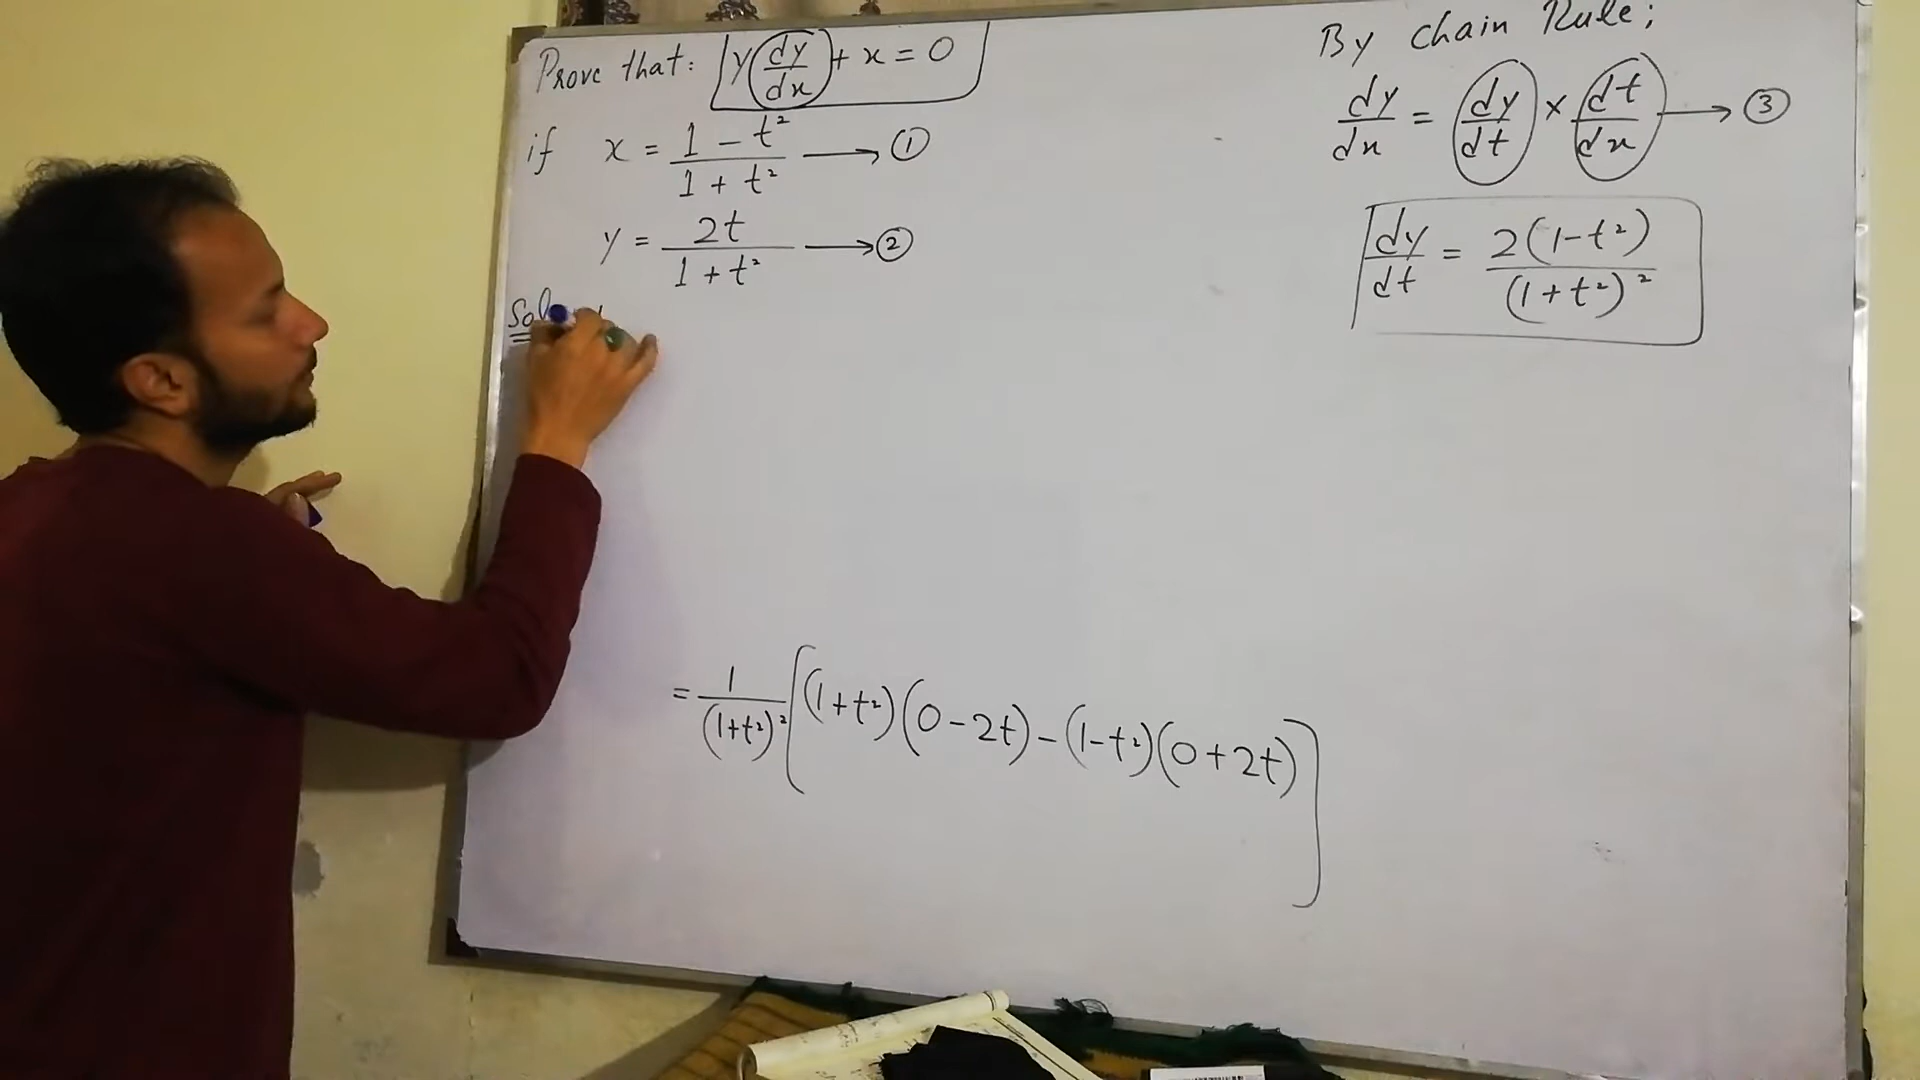 Prove that: y dy/dx + x = 0
if x = 1 - t² / 1 + t² → ①
y = 2t / 1 + t² → ②
Sol
= 1/(1+t²)² [(1+t²)(0-2t)-(1-t²)(0+2t)]
By Chain Rule;
dy/dx = dy/dt × dt/dx → ③
dy/dt = 2(1-t²) / (1+t²)²